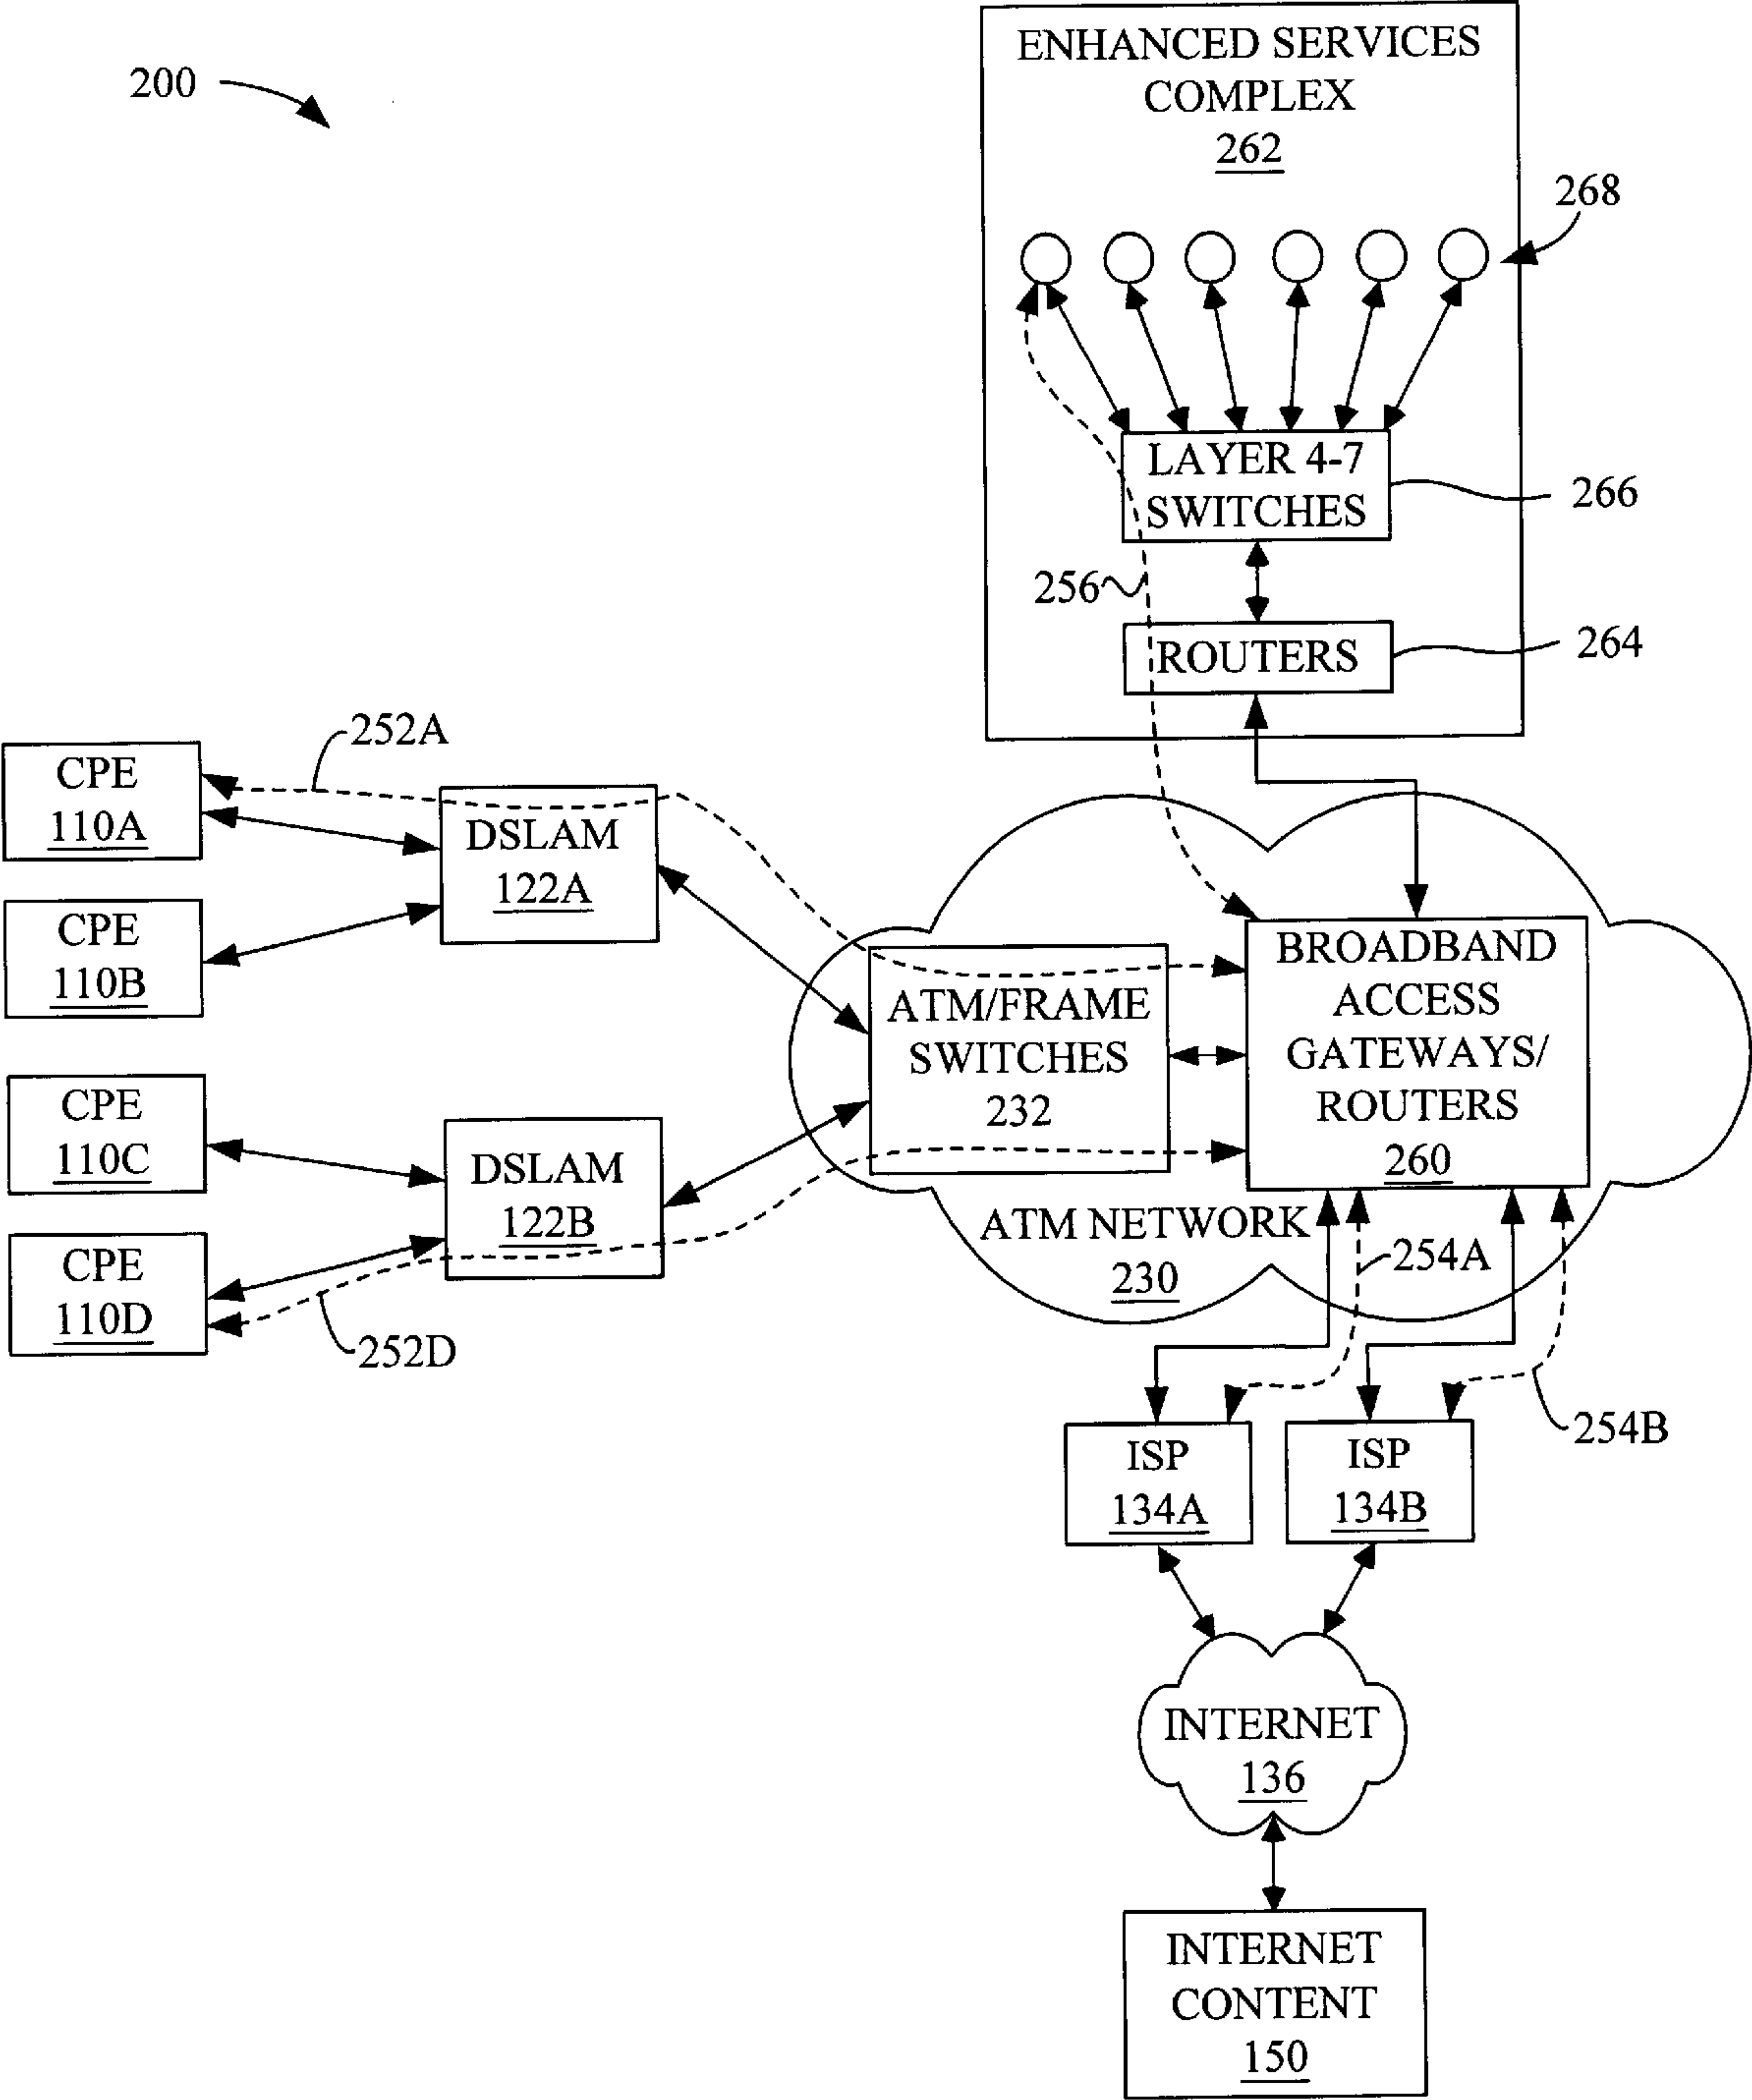 200
ENHANCED SERVICES
COMPLEX
262
268
LAYER 4-7
SWITCHES
266
256
ROUTERS
264
252A
CPE
110A
DSLAM
122A
CPE
110B
BROADBAND
ACCESS
GATEWAYS/
ROUTERS
260
ATM/FRAME
SWITCHES
232
CPE
110C
DSLAM
122B
CPE
110D
252D
ATM NETWORK
230
254A
254B
ISP
134A
ISP
134B
INTERNET
136
INTERNET
CONTENT
150